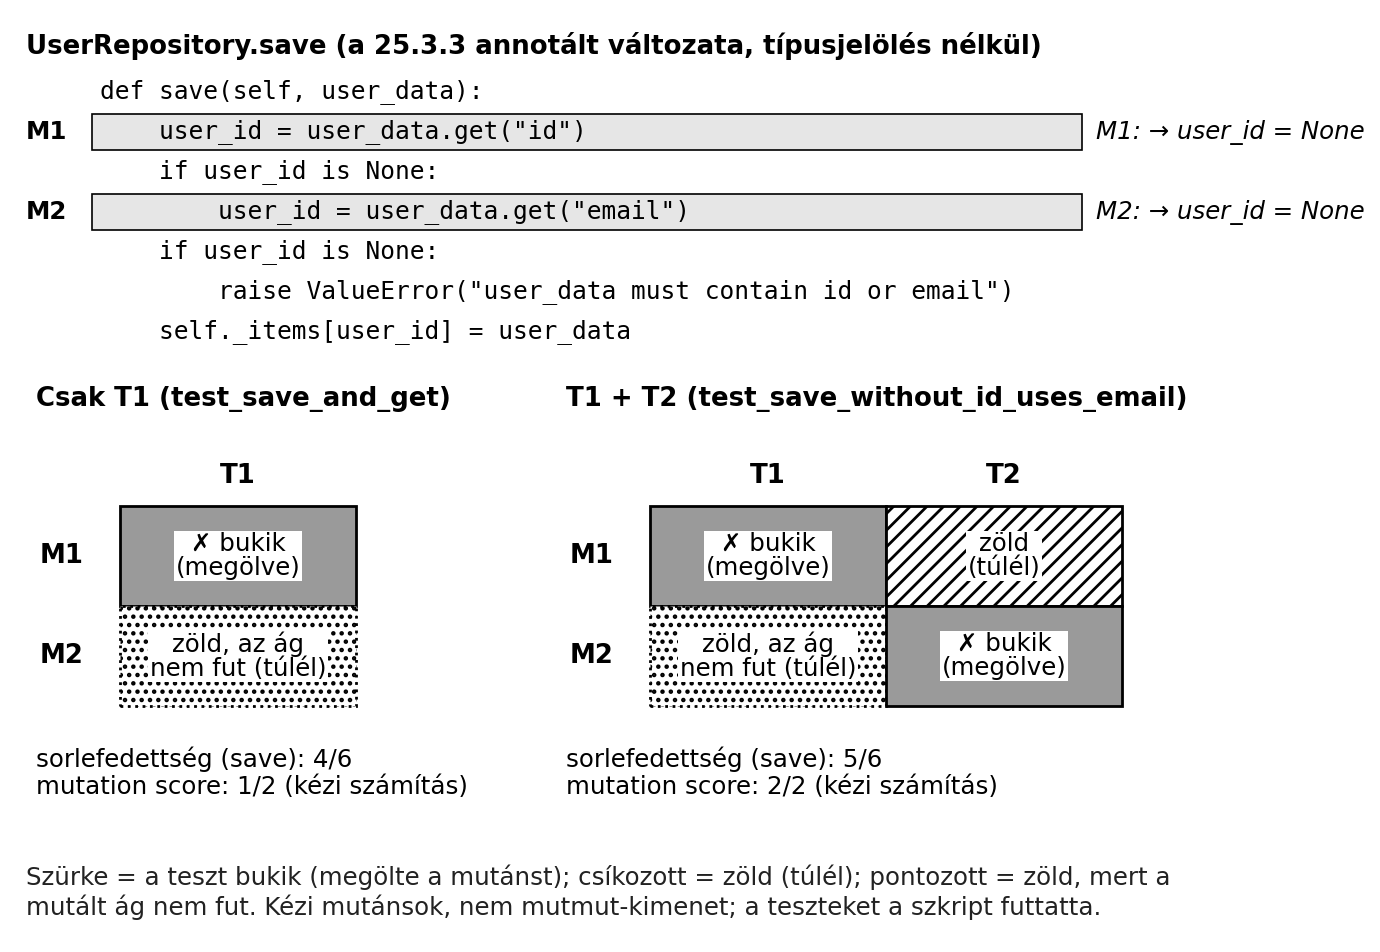 UserRepository.save (a 25.3.3 annotált változata, típusjelölés nélkül)
def save(self, user_data):
M1 user_id = user_data.get("id") M1: → user_id = None
if user_id is None:
M2 user_id = user_data.get("email") M2: → user_id = None
if user_id is None:
raise ValueError("user_data must contain id or email")
self._items[user_id] = user_data
Csak T1 (test_save_and_get)
T1
M1 ✗ bukik
(megölve)
M2 zöld, az ág
nem fut (túlél)
sorlefedettség (save): 4/6
mutation score: 1/2 (kézi számítás)
T1 + T2 (test_save_without_id_uses_email)
T1 T2
M1 ✗ bukik
(megölve)
zöld
(túlél)
M2 zöld, az ág
nem fut (túlél)
✗ bukik
(megölve)
sorlefedettség (save): 5/6
mutation score: 2/2 (kézi számítás)
Szürke = a teszt bukik (megölte a mutánst); csíkozott = zöld (túlél); pontozott = zöld, mert a
mutált ág nem fut. Kézi mutánsok, nem mutmut-kimenet; a teszteket a szkript futtatta.